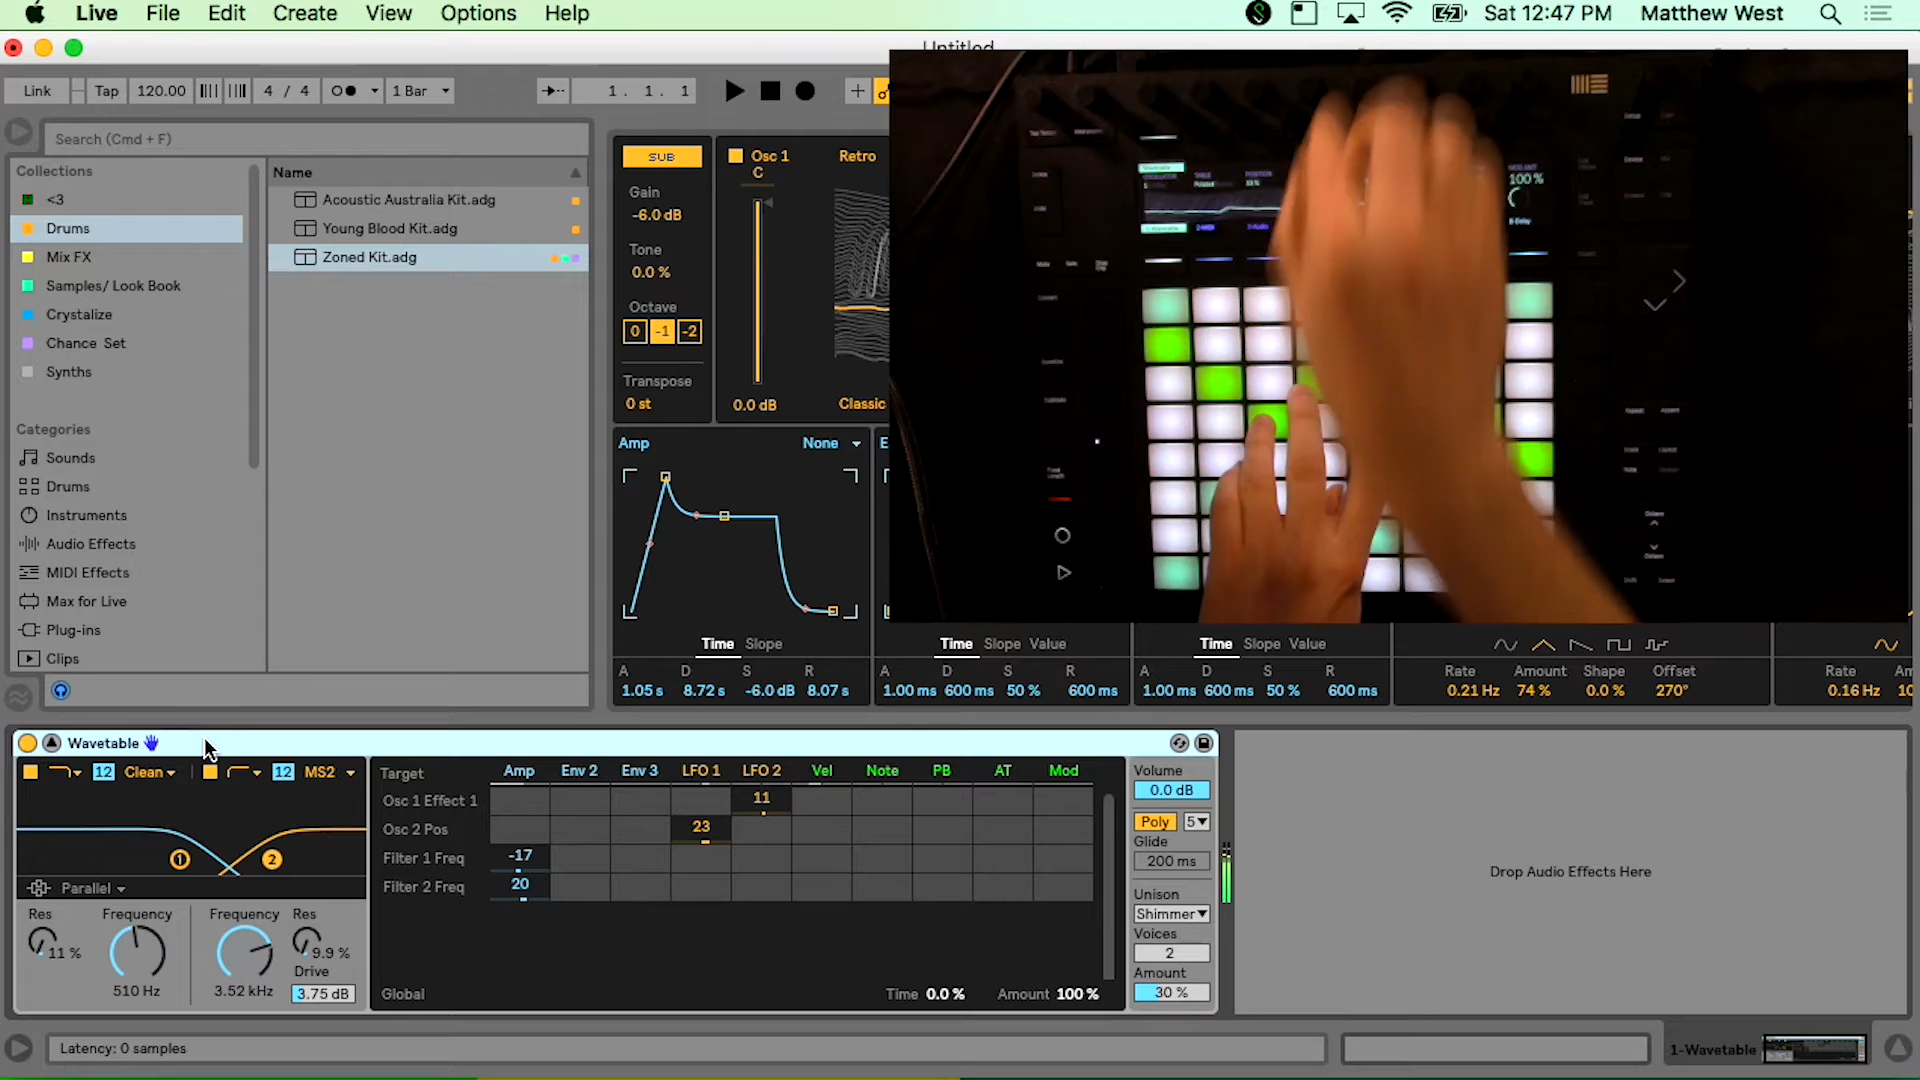 Live File Edit Create View Options Help
Sat 12:47 PM Matthew West
Untitled
Link Tap 120.00 4 / 4 1 Bar 1. 1. 1
Search (Cmd + F)
Collections
<3
Drums
Mix FX
Samples/ Look Book
Crystalize
Chance Set
Synths
Categories
Sounds
Drums
Instruments
Audio Effects
MIDI Effects
Max for Live
Plug-ins
Clips
Name
Acoustic Australia Kit.adg
Young Blood Kit.adg
Zoned Kit.adg
SUB
Gain
-6.0 dB
Tone
0.0 %
Octave
0 -1 -2
Transpose
0 st
Osc 1 Retro
C
0.0 dB Classic
100 %
Amp None E
Time Slope
A D S R
1.05 s 8.72 s -6.0 dB 8.07 s
Time Slope Value
A D S R
1.00 ms 600 ms 50 % 600 ms
Time Slope Value
A D S R
1.00 ms 600 ms 50 % 600 ms
Rate Amount Shape Offset
0.21 Hz 74 % 0.0 % 270°
Rate Am
0.16 Hz 10
Wavetable
12 Clean 12 MS2
1 2
Parallel
Res Frequency Frequency Res
11 % 510 Hz 3.52 kHz 9.9 %
Drive
3.75 dB
Target Amp Env 2 Env 3 LFO 1 LFO 2 Vel Note PB AT Mod
Osc 1 Effect 1 11
Osc 2 Pos 23
Filter 1 Freq -17
Filter 2 Freq 20
Global Time 0.0 % Amount 100 %
Volume
0.0 dB
Poly 5
Glide
200 ms
Unison
Shimmer
Voices
2
Amount
30 %
Drop Audio Effects Here
Latency: 0 samples
1-Wavetable